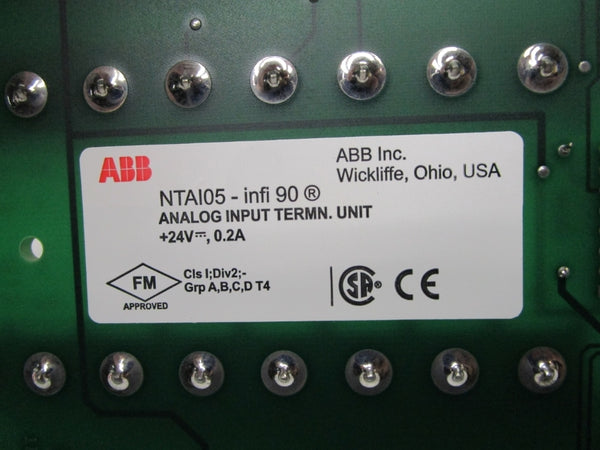 ABB
ABB Inc.
Wickliffe, Ohio, USA
NTAI05 - infi 90 ®
ANALOG INPUT TERMN. UNIT
+24V⎓, 0.2A
FM
APPROVED
Cls I;Div2;-
Grp A,B,C,D T4
SA®
CE